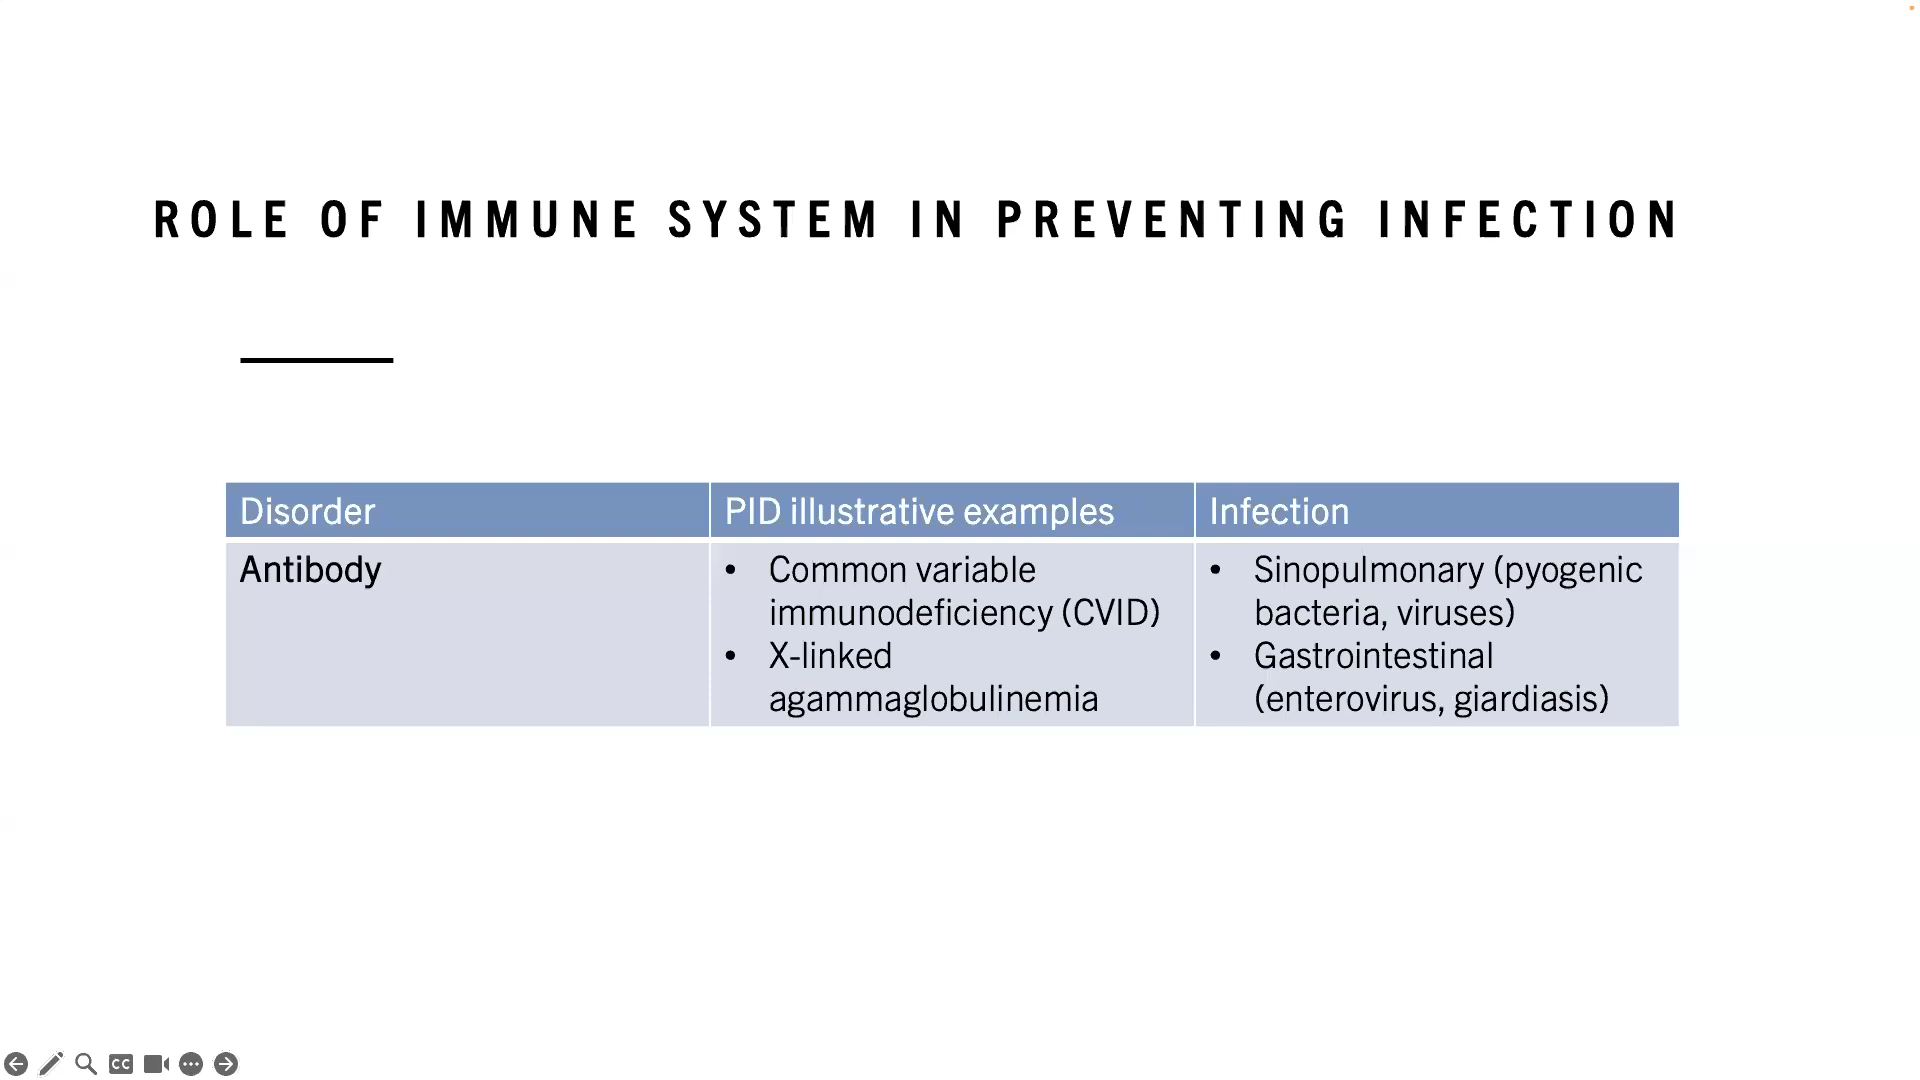 ROLE OF IMMUNE SYSTEM IN PREVENTING INFECTION
Disorder
PID illustrative examples
Infection
Antibody
• Common variable
immunodeficiency (CVID)
• X-linked
agammaglobulinemia
• Sinopulmonary (pyogenic
bacteria, viruses)
• Gastrointestinal
(enterovirus, giardiasis)
CC